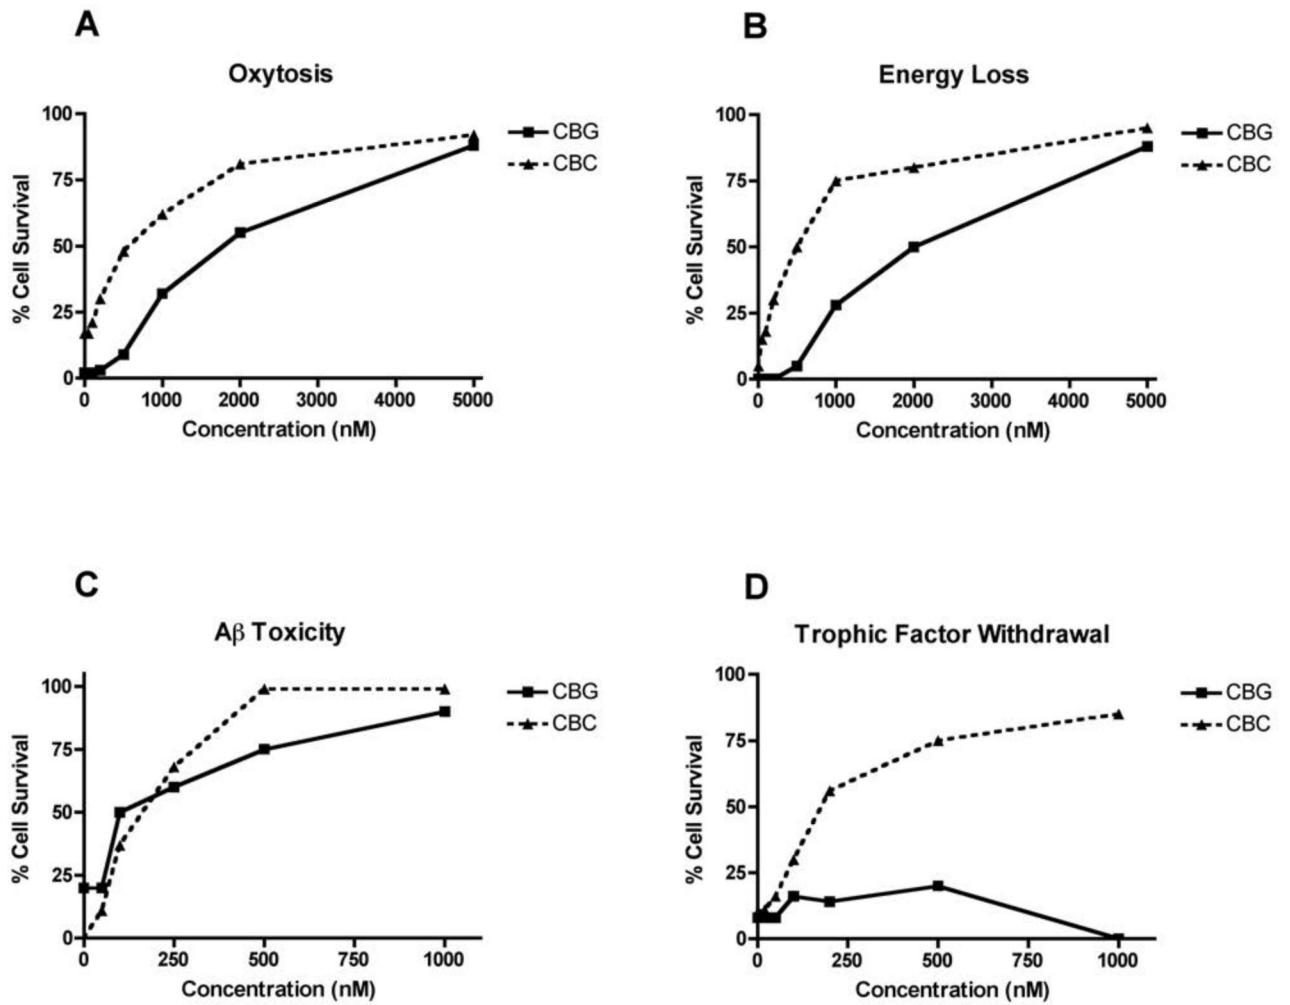 A
Oxytosis
% Cell Survival
100
75
50
25
0
0 1000 2000 3000 4000 5000
Concentration (nM)
CBG
CBC
B
Energy Loss
% Cell Survival
100
75
50
25
0
0 1000 2000 3000 4000 5000
Concentration (nM)
CBG
CBC
C
Aβ Toxicity
% Cell Survival
100
75
50
25
0
0 250 500 750 1000
Concentration (nM)
CBG
CBC
D
Trophic Factor Withdrawal
% Cell Survival
100
75
50
25
0
0 250 500 750 1000
Concentration (nM)
CBG
CBC